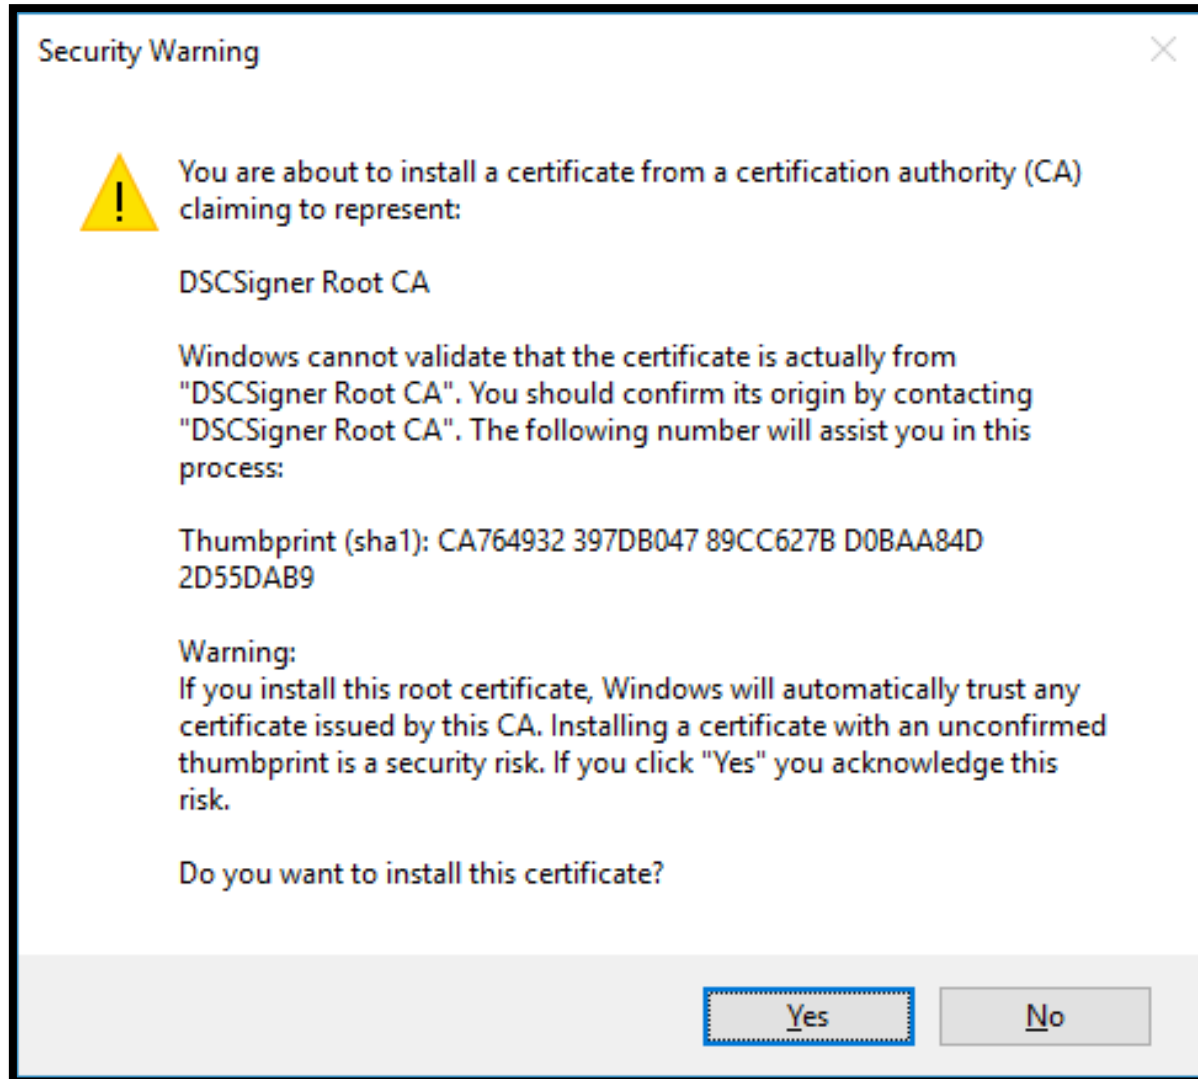 Security Warning
You are about to install a certificate from a certification authority (CA)
claiming to represent:
DSCSigner Root CA
Windows cannot validate that the certificate is actually from
"DSCSigner Root CA". You should confirm its origin by contacting
"DSCSigner Root CA". The following number will assist you in this
process:
Thumbprint (sha1): CA764932 397DB047 89CC627B D0BAA84D
2D55DAB9
Warning:
If you install this root certificate, Windows will automatically trust any
certificate issued by this CA. Installing a certificate with an unconfirmed
thumbprint is a security risk. If you click "Yes" you acknowledge this
risk.
Do you want to install this certificate?
Yes
No